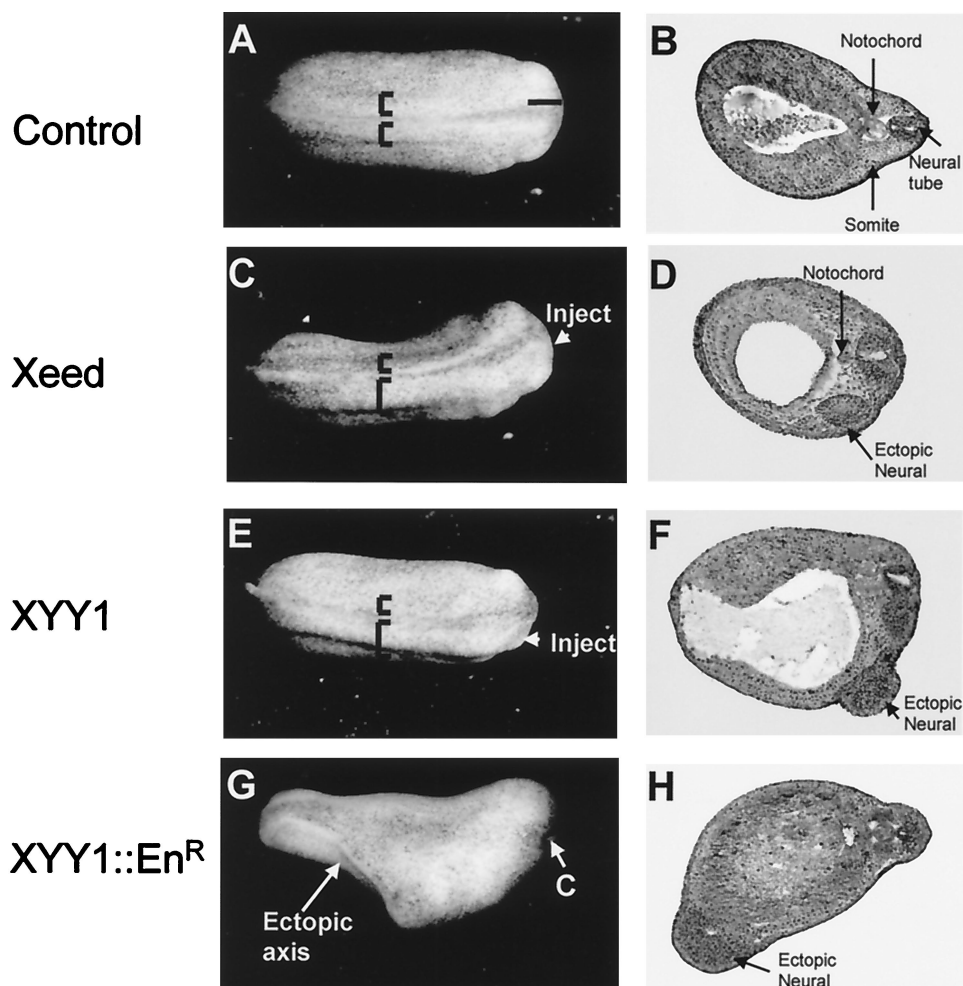 Control
A
B
Notochord
Neural
tube
Somite
Xeed
C
Inject
D
Notochord
Ectopic
Neural
XYY1
E
Inject
F
Ectopic
Neural
XYY1::EnR
G
C
Ectopic
axis
H
Ectopic
Neural